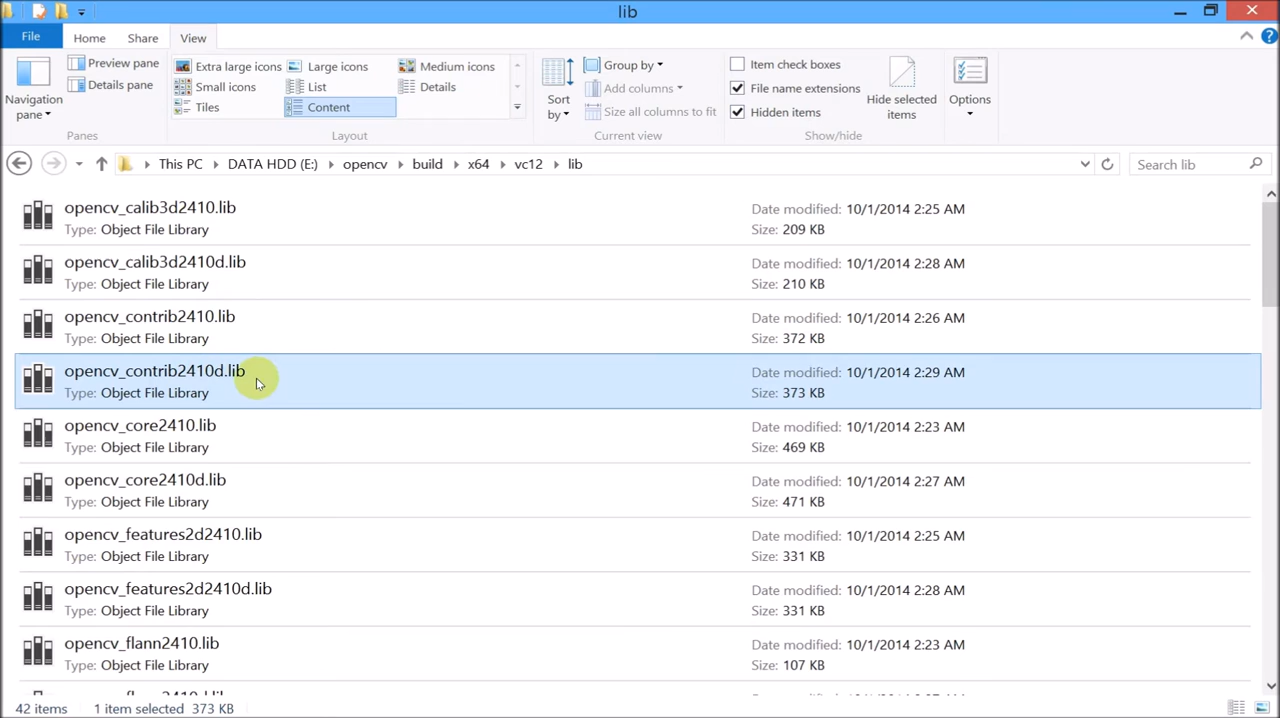 lib
File Home Share View
Navigation pane
Preview pane
Details pane
Extra large icons Large icons Medium icons
Small icons List Details
Tiles Content
Sort by
Group by
Add columns
Size all columns to fit
Item check boxes
File name extensions
Hidden items
Hide selected items
Options
Panes Layout Current view Show/hide
This PC DATA HDD (E:) opencv build x64 vc12 lib
Search lib
opencv_calib3d2410.lib Date modified: 10/1/2014 2:25 AM
Type: Object File Library Size: 209 KB
opencv_calib3d2410d.lib Date modified: 10/1/2014 2:28 AM
Type: Object File Library Size: 210 KB
opencv_contrib2410.lib Date modified: 10/1/2014 2:26 AM
Type: Object File Library Size: 372 KB
opencv_contrib2410d.lib Date modified: 10/1/2014 2:29 AM
Type: Object File Library Size: 373 KB
opencv_core2410.lib Date modified: 10/1/2014 2:23 AM
Type: Object File Library Size: 469 KB
opencv_core2410d.lib Date modified: 10/1/2014 2:27 AM
Type: Object File Library Size: 471 KB
opencv_features2d2410.lib Date modified: 10/1/2014 2:25 AM
Type: Object File Library Size: 331 KB
opencv_features2d2410d.lib Date modified: 10/1/2014 2:28 AM
Type: Object File Library Size: 331 KB
opencv_flann2410.lib Date modified: 10/1/2014 2:23 AM
Type: Object File Library Size: 107 KB
42 items 1 item selected 373 KB